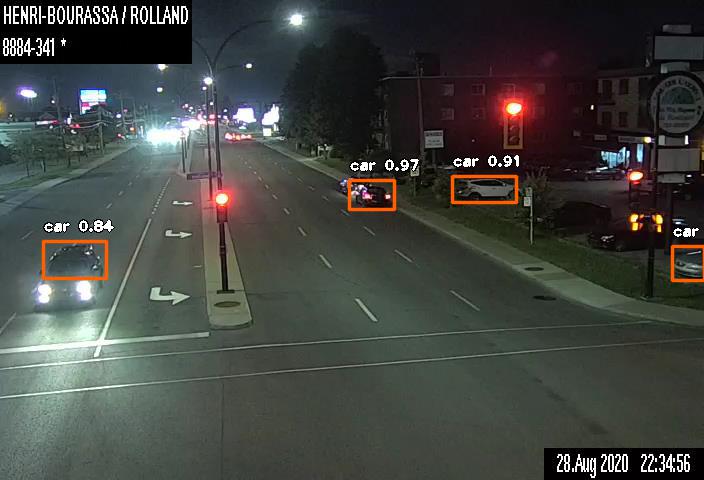 HENRI-BOURASSA / ROLLAND
8884-341 *
car 0.97
car 0.91
car 0.84
car
28.Aug 2020 22:34:56